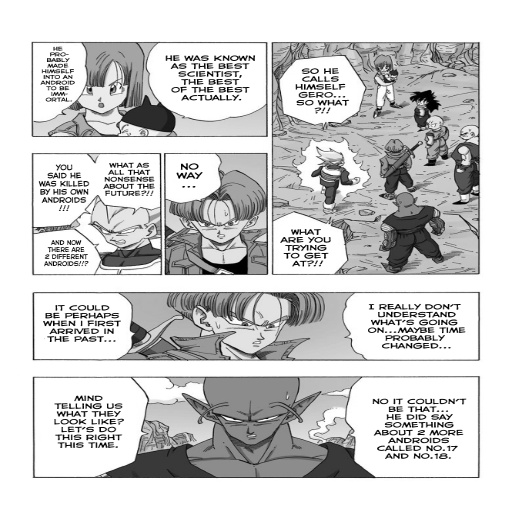 SO HE
CALLS
HIMSELF
GERO...
SO WHAT
?!!
WHAT
ARE YOU
TRYING
TO GET
AT?!!
HE WAS KNOWN
AS THE BEST
SCIENTIST,
THE BEST
OF THE BEST
ACTUALLY.
HE
PRO-
BABLY
MADE
HIMSELF
INTO AN
ANDROID
TO BE
IMM-
ORTAL.
NO
WAY
...
WHAT AS
ALL THAT
NONSENSE
ABOUT THE
FUTURE?!!
YOU
SAID HE
WAS KILLED
BY HIS OWN
ANDROIDS
!!!
AND NOW
THERE ARE
2 DIFFERENT
ANDROIDS!!?
I REALLY DON'T
UNDERSTAND
WHAT'S GOING
ON...MAYBE TIME
PROBABLY
CHANGED...
IT COULD
BE PERHAPS
WHEN I FIRST
ARRIVED IN
THE PAST...
NO IT COULDN'T
BE THAT...
HE DID SAY
SOMETHING
ABOUT 2 MORE
ANDROIDS
CALLED NO.17
AND NO.18.
MIND
TELLING US
WHAT THEY
LOOK LIKE?
LET'S DO
THIS RIGHT
THIS TIME.